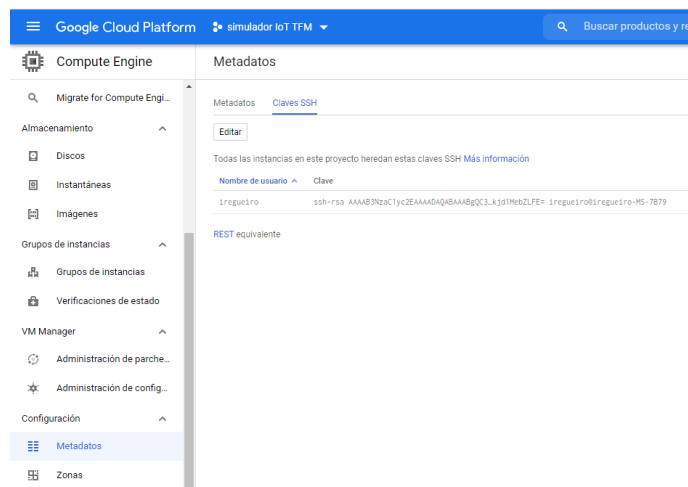 Google Cloud Platform
simulador IoT TFM
Buscar productos y re
Compute Engine
Metadatos
Migrate for Compute Engi...
Almacenamiento
Discos
Instantáneas
Imágenes
Grupos de instancias
Grupos de instancias
Verificaciones de estado
VM Manager
Administración de parche...
Administración de config...
Configuración
Metadatos
Zonas
Metadatos Claves SSH
Editar
Todas las instancias en este proyecto heredan estas claves SSH Más información
Nombre de usuario Clave
iregueiro ssh-rsa AAAAB3NzaC1yc2EAAAADAQABAAABgQC3…kjd1MebZLFE= iregueiro@iregueiro-MS-7B79
REST equivalente